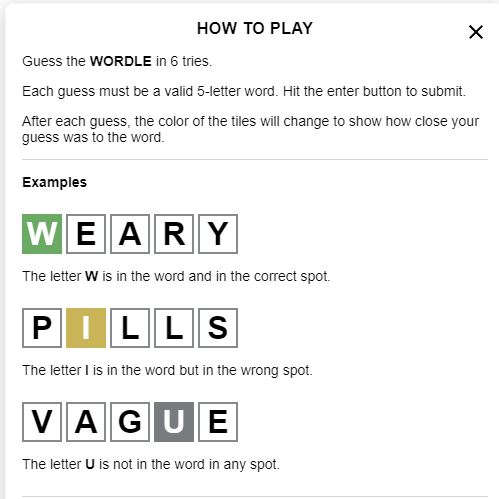 HOW TO PLAY
Guess the WORDLE in 6 tries.
Each guess must be a valid 5-letter word. Hit the enter button to submit.
After each guess, the color of the tiles will change to show how close your
guess was to the word.
Examples
WEARY
The letter W is in the word and in the correct spot.
PILLS
The letter I is in the word but in the wrong spot.
VAGUE
The letter U is not in the word in any spot.